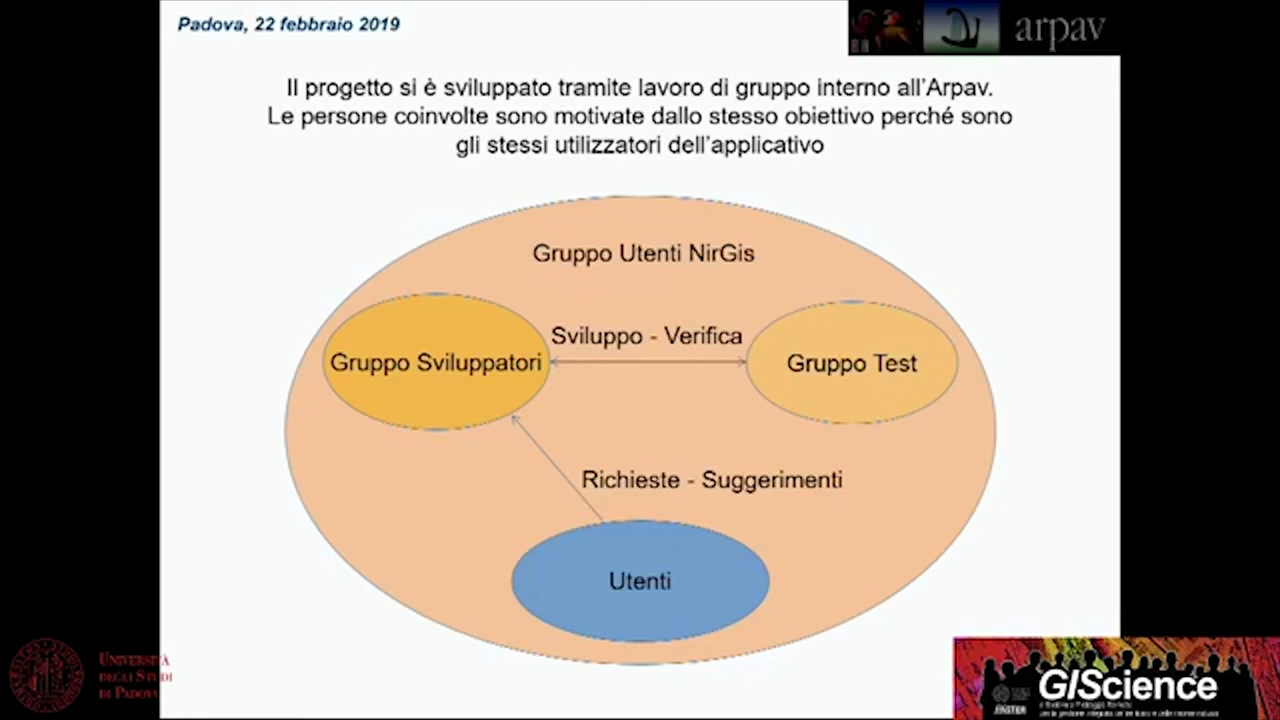 Padova, 22 febbraio 2019
arpav
Il progetto si è sviluppato tramite lavoro di gruppo interno all'Arpav.
Le persone coinvolte sono motivate dallo stesso obiettivo perché sono
gli stessi utilizzatori dell'applicativo
Gruppo Utenti NirGis
Sviluppo - Verifica
Gruppo Sviluppatori
Gruppo Test
Richieste - Suggerimenti
Utenti
UNIVERSITÀ
DEGLI STUDI
DI PADOVA
GIScience